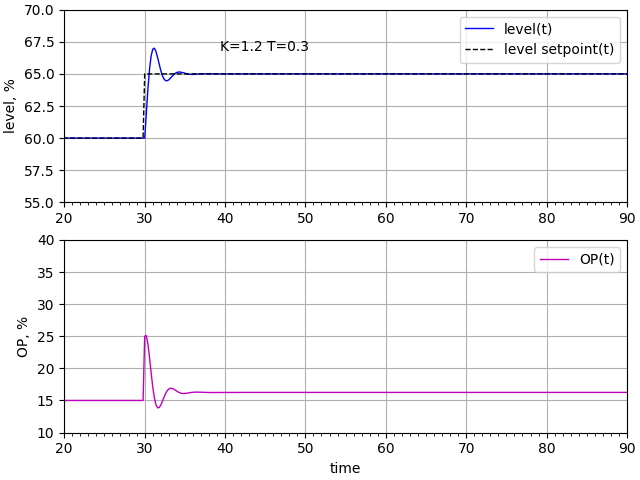 70.0
67.5
65.0
62.5
60.0
57.5
55.0
level, %
K=1.2 T=0.3
level(t)
level setpoint(t)
20 30 40 50 60 70 80 90
40
35
30
25
20
15
10
OP, %
OP(t)
20 30 40 50 60 70 80 90
time